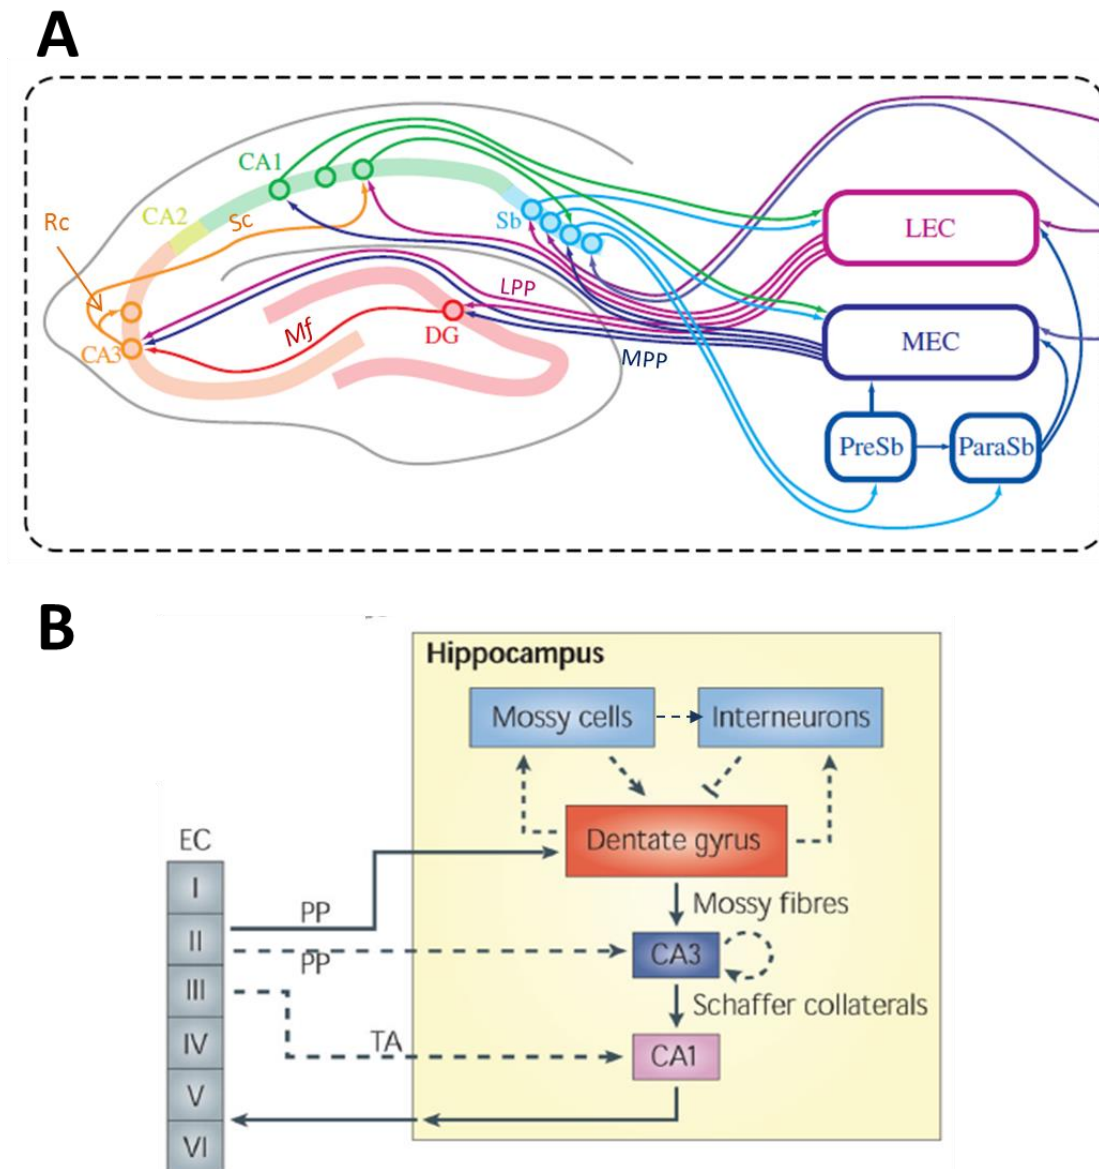 A
CA1
CA2
Sc
Rc
Sb
LEC
LPP
Mf
DG
CA3
MPP
MEC
PreSb
ParaSb
B
Hippocampus
Mossy cells
Interneurons
EC
Dentate gyrus
I
PP
Mossy fibres
II
PP
CA3
III
Schaffer collaterals
IV
TA
CA1
V
VI